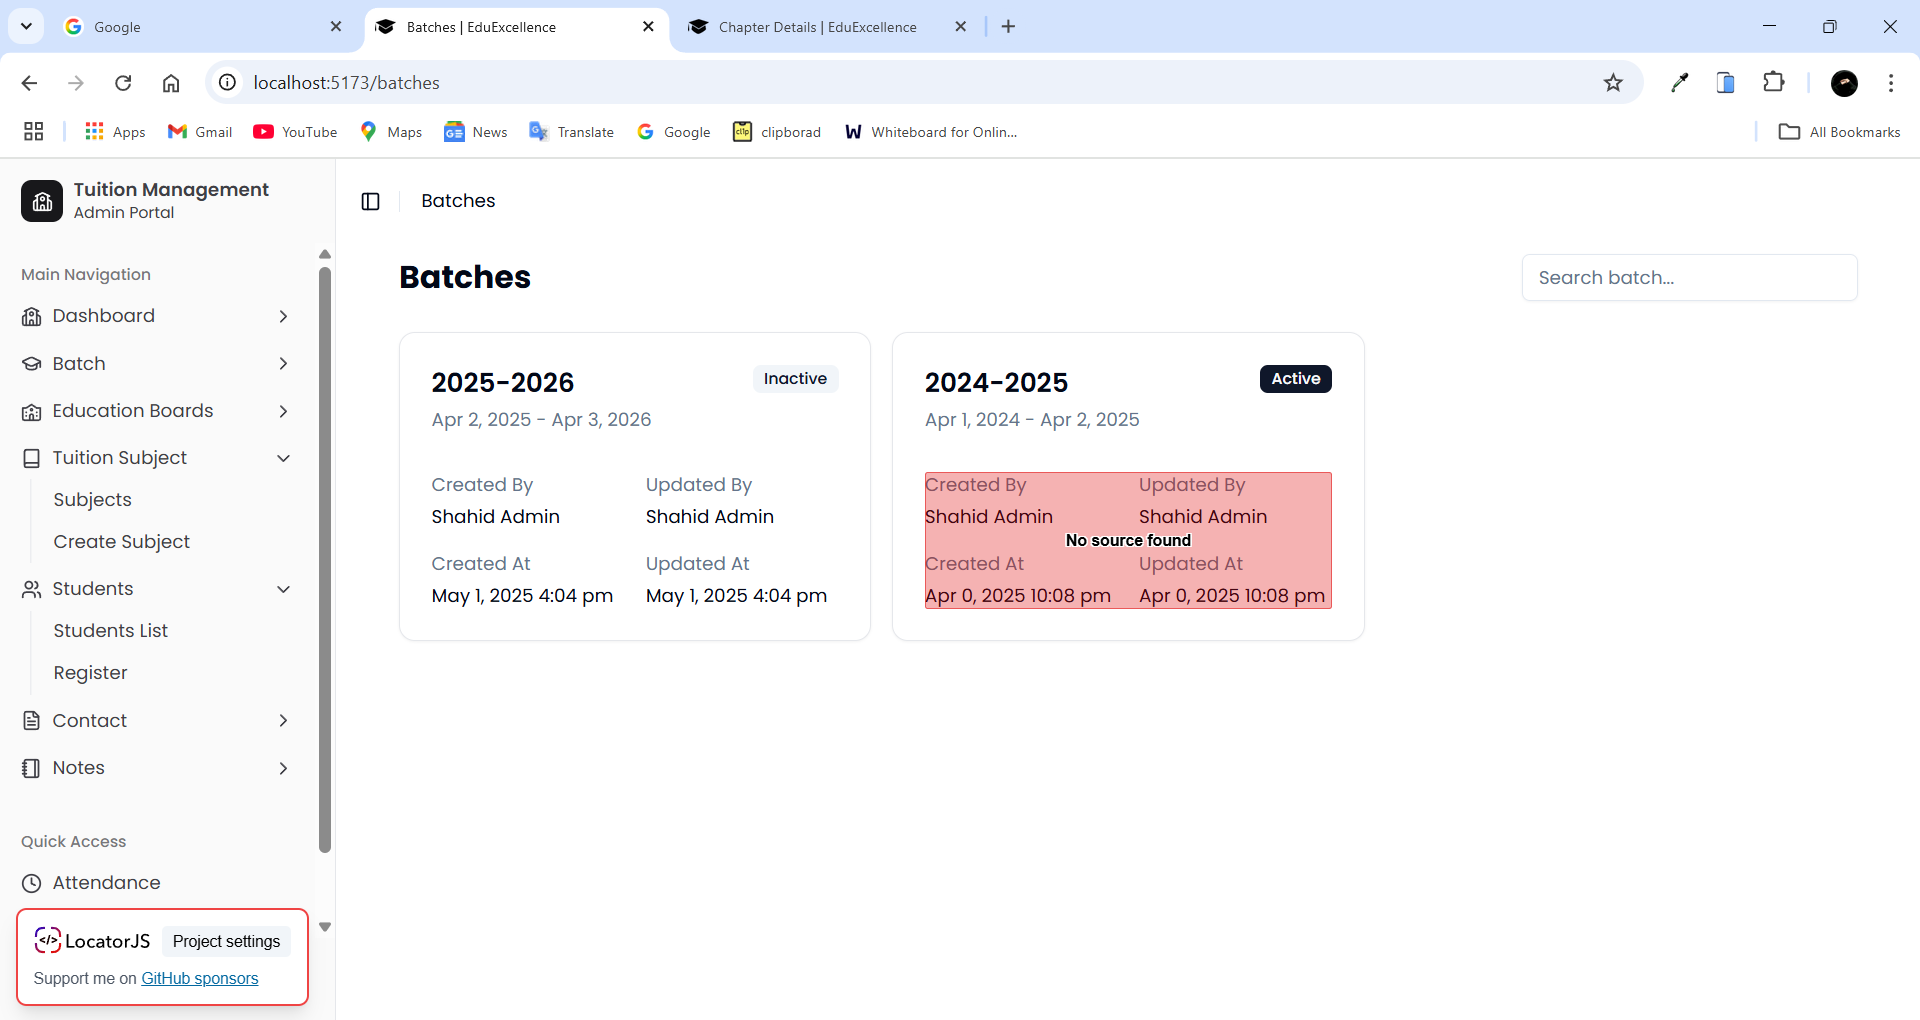 Google
Batches | EduExcellence
Chapter Details | EduExcellence
localhost:5173/batches
Apps
Gmail
YouTube
Maps
News
Translate
Google
clipborad
Whiteboard for Onlin...
All Bookmarks
Tuition Management
Admin Portal
Main Navigation
Dashboard
Batch
Education Boards
Tuition Subject
Subjects
Create Subject
Students
Students List
Register
Contact
Notes
Quick Access
Attendance
LocatorJS
Project settings
Support me on GitHub sponsors
Batches
Batches
Search batch...
2025-2026
Inactive
Apr 2, 2025 - Apr 3, 2026
Created By
Updated By
Shahid Admin
Shahid Admin
Created At
Updated At
May 1, 2025 4:04 pm
May 1, 2025 4:04 pm
2024-2025
Active
Apr 1, 2024 - Apr 2, 2025
Created By
Updated By
Shahid Admin
Shahid Admin
No source found
Created At
Updated At
Apr 0, 2025 10:08 pm
Apr 0, 2025 10:08 pm